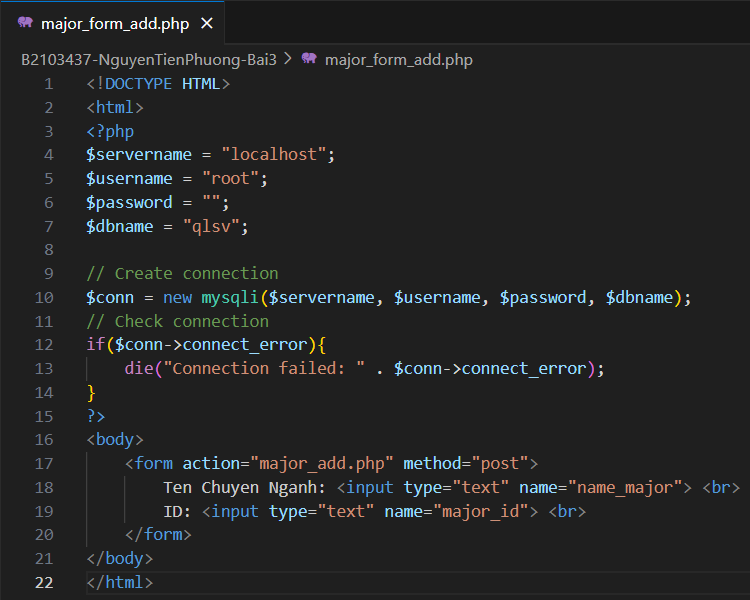 major_form_add.php
B2103437-NguyenTienPhuong-Bai3 > major_form_add.php
1 <!DOCTYPE HTML>
2 <html>
3 <?php
4 $servername = "localhost";
5 $username = "root";
6 $password = "";
7 $dbname = "qlsv";
8
9 // Create connection
10 $conn = new mysqli($servername, $username, $password, $dbname);
11 // Check connection
12 if($conn->connect_error){
13     die("Connection failed: " . $conn->connect_error);
14 }
15 ?>
16 <body>
17     <form action="major_add.php" method="post">
18         Ten Chuyen Nganh: <input type="text" name="name_major"> <br>
19         ID: <input type="text" name="major_id"> <br>
20     </form>
21 </body>
22 </html>